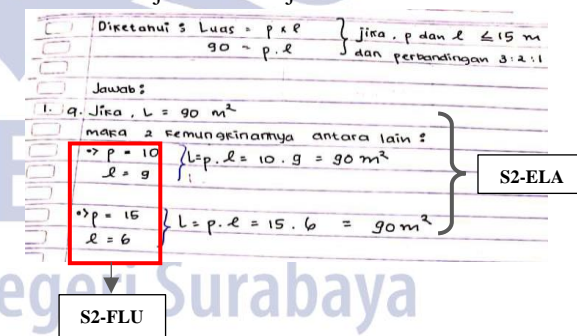 Diketahui : Luas = p x l } jika. p dan l ≤ 15 m
90 = p. l dan perbandingan 3:2:1
Jawab :
1. a. Jika, L = 90 m²
maka 2 kemungkinannya antara lain :
•> p = 10 } L = p. l = 10 . 9 = 90 m²
l = 9
•> p = 15 } L = p. l = 15 . 6 = 90 m²
l = 6
S2-ELA
S2-FLU
egeri Surabaya